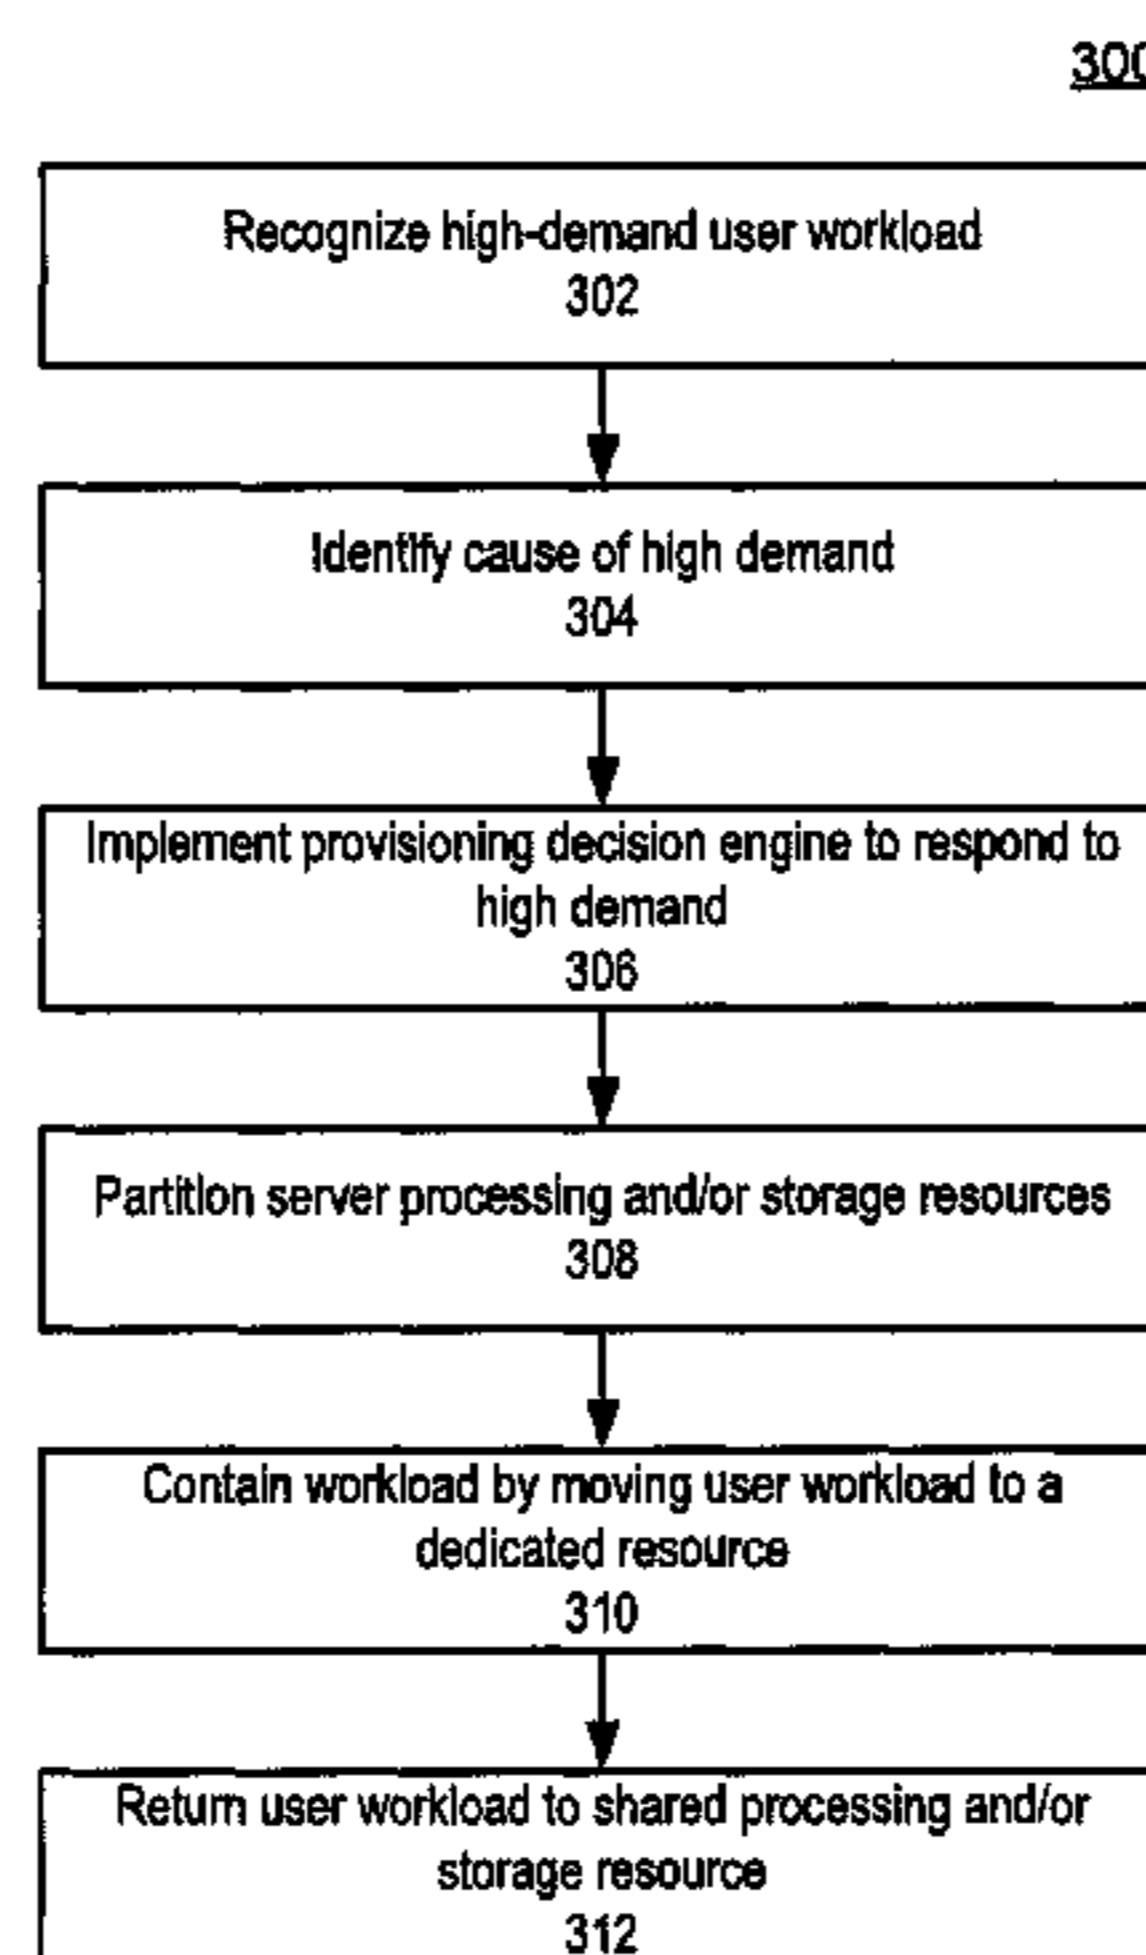 300
Recognize high-demand user workload
302
Identify cause of high demand
304
Implement provisioning decision engine to respond to
high demand
306
Partition server processing and/or storage resources
308
Contain workload by moving user workload to a
dedicated resource
310
Return user workload to shared processing and/or
storage resource
312